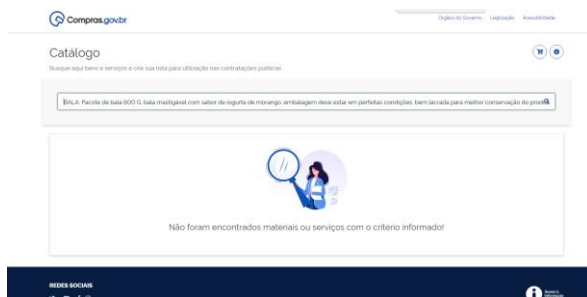 Compras.gov.br
Órgãos do Governo Legislação Acessibilidade
Catálogo
Busque aqui bens e serviços e crie sua lista para utilização nas contratações públicas
BALA: Pacote de bala 600 G, bala mastigável com sabor de iogurte de morango, embalagem deve estar em perfeitas condições, bem lacrada para melhor conservação do produ
Não foram encontrados materiais ou serviços com o critério informado!
REDES SOCIAIS
Acesso à
Informação